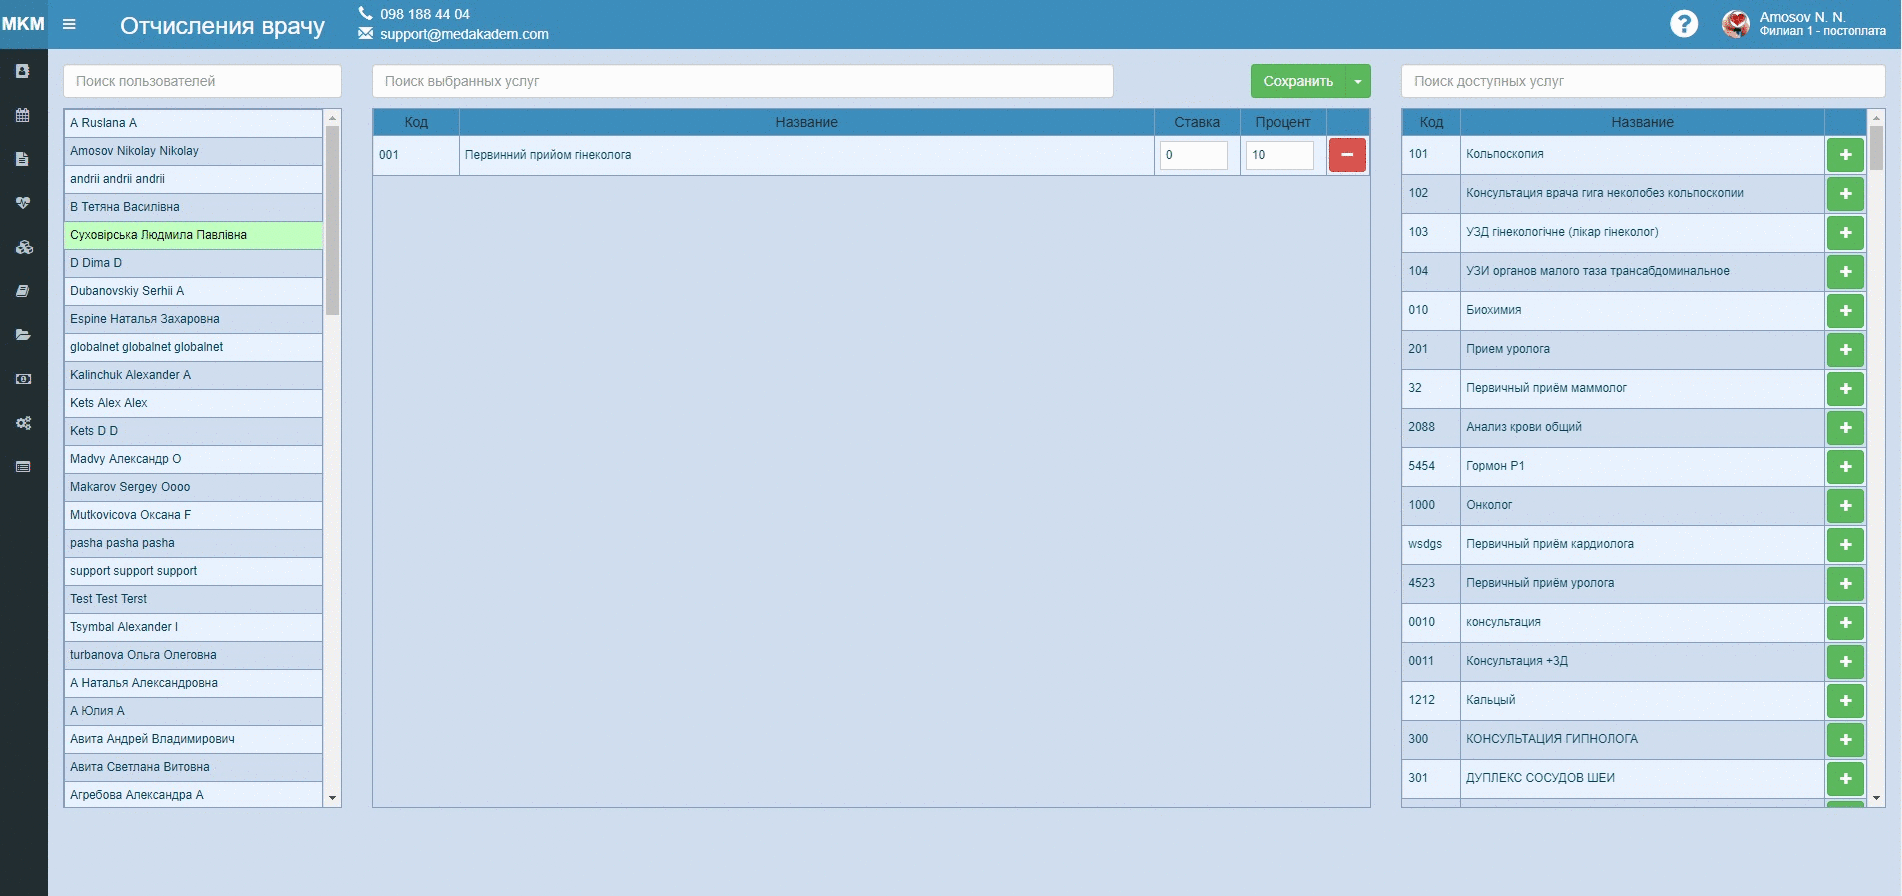 МКМ
Отчисления врачу
098 188 44 04
support@medakadem.com
?
Amosov N. N.
Филиал 1 - постоплата
Поиск пользователей
A Ruslana A
Amosov Nikolay Nikolay
andrii andrii andrii
B Тетяна Василівна
Cуховірська Людмила Павлівна
D Dima D
Dubanovskiy Serhii A
Espine Наталья Захаровна
globalnet globalnet globalnet
Kalinchuk Alexander A
Kets Alex Alex
Kets D D
Madvy Александр О
Makarov Sergey Oooo
Mutkovicova Оксана F
pasha pasha pasha
support support support
Test Test Terst
Tsymbal Alexander I
turbanova Ольга Олеговна
А Наталья Александровна
А Юлия А
Авита Андрей Владимирович
Авита Светлана Витовна
Агребова Александра А
Поиск выбранных услуг
Сохранить
Код Название Ставка Процент
001 Первинний прийом гінеколога 0 10
Поиск доступных услуг
Код Название
101 Кольпоскопия
102 Консультация врача гига неколобез кольпоскопии
103 УЗД гінекологічне (лікар гінеколог)
104 УЗИ органов малого таза трансабдоминальное
010 Биохимия
201 Прием уролога
32 Первичный приём маммолог
2088 Анализ крови общий
5454 Гормон Р1
1000 Онколог
wsdgs Первичный приём кардиолога
4523 Первичный приём уролога
0010 консультация
0011 Консультация +3Д
1212 Кальцый
300 КОНСУЛЬТАЦИЯ ГИПНОЛОГА
301 ДУПЛЕКС СОСУДОВ ШЕИ